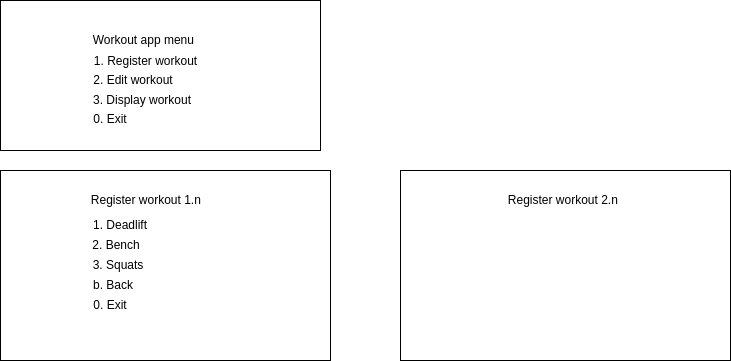 Workout app menu
1. Register workout
2. Edit workout
3. Display workout
0. Exit
Register workout 1.n
1. Deadlift
2. Bench
3. Squats
b. Back
0. Exit
Register workout 2.n